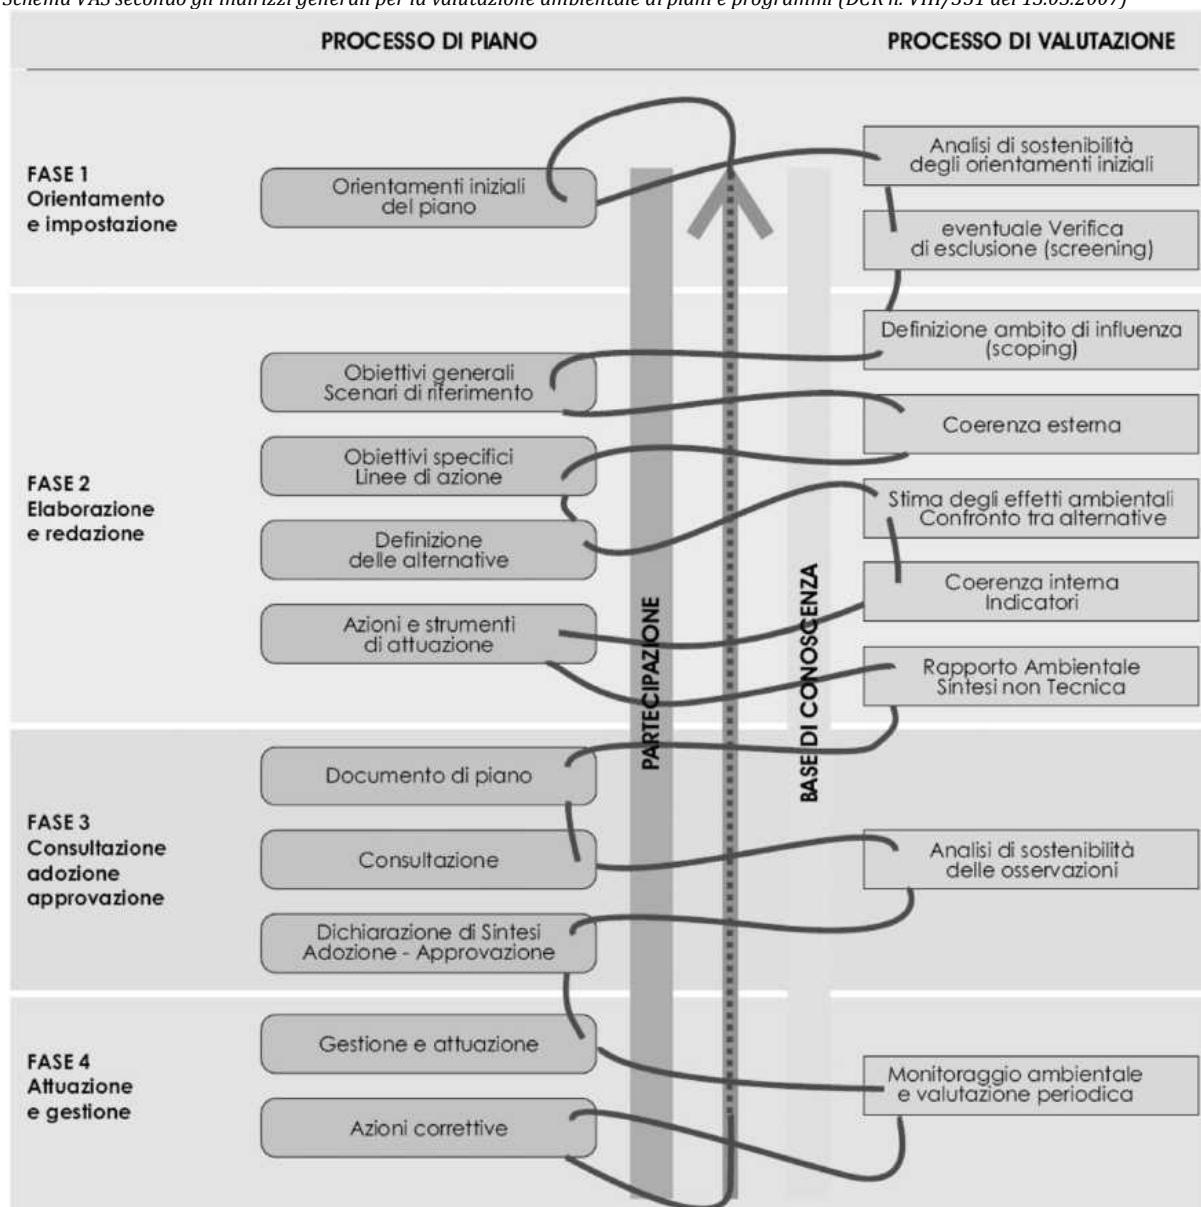 Schema VAS secondo gli indirizzi generali per la valutazione ambientale di piani e programmi (DCR n. VIII/351 del 13.03.2007)
PROCESSO DI PIANO
PROCESSO DI VALUTAZIONE
FASE 1
Orientamento
e impostazione
Orientamenti iniziali
del piano
Analisi di sostenibilità
degli orientamenti iniziali
eventuale Verifica
di esclusione (screening)
FASE 2
Elaborazione
e redazione
Definizione ambito di influenza
(scoping)
Obiettivi generali
Scenari di riferimento
Coerenza esterna
Obiettivi specifici
Linee di azione
Stima degli effetti ambientali
Confronto tra alternative
Definizione
delle alternative
Coerenza interna
Indicatori
Azioni e strumenti
di attuazione
Rapporto Ambientale
Sintesi non Tecnica
PARTECIPAZIONE
BASE DI CONOSCENZA
FASE 3
Consultazione
adozione
approvazione
Documento di piano
Consultazione
Analisi di sostenibilità
delle osservazioni
Dichiarazione di Sintesi
Adozione - Approvazione
FASE 4
Attuazione
e gestione
Gestione e attuazione
Monitoraggio ambientale
e valutazione periodica
Azioni correttive